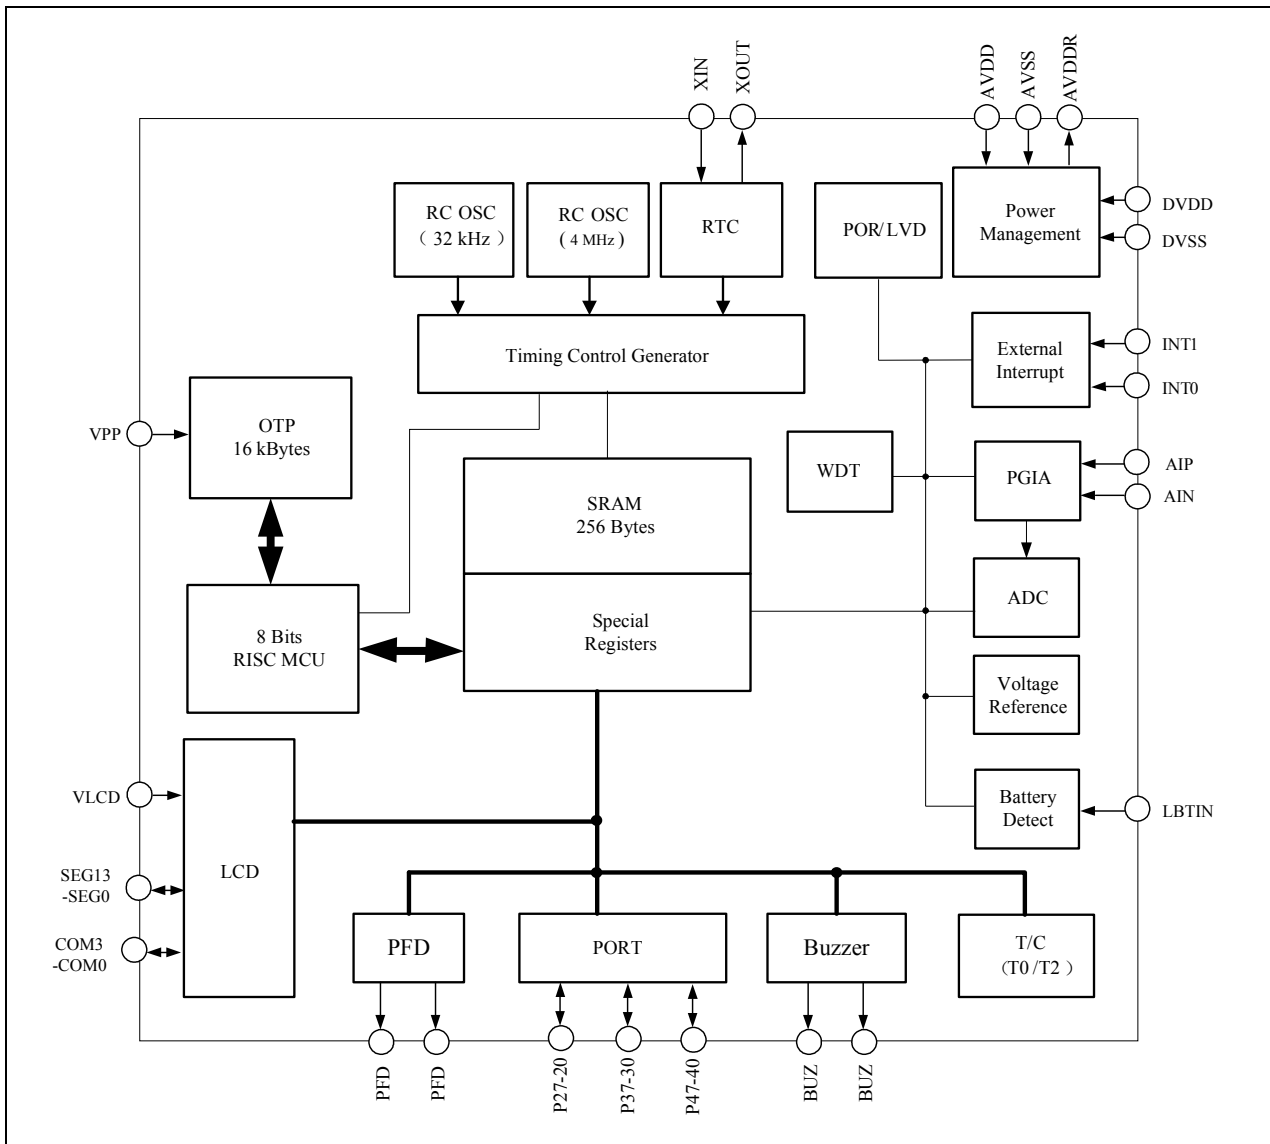 XIN
XOUT
AVDD
AVSS
AVDDR
RC OSC
（ 32 kHz ）
RC OSC
( 4 MHz )
RTC
POR/LVD
Power
Management
DVDD
DVSS
Timing Control Generator
External
Interrupt
INT1
INT0
VPP
OTP
16 kBytes
WDT
PGIA
AIP
AIN
SRAM
256 Bytes
ADC
8 Bits
RISC MCU
Special
Registers
Voltage
Reference
VLCD
Battery
Detect
LBTIN
LCD
SEG13
-SEG0
COM3
-COM0
PFD
PORT
Buzzer
T/C
（T0 /T2 ）
PFD
PFD
P27-20
P37-30
P47-40
BUZ
BUZ